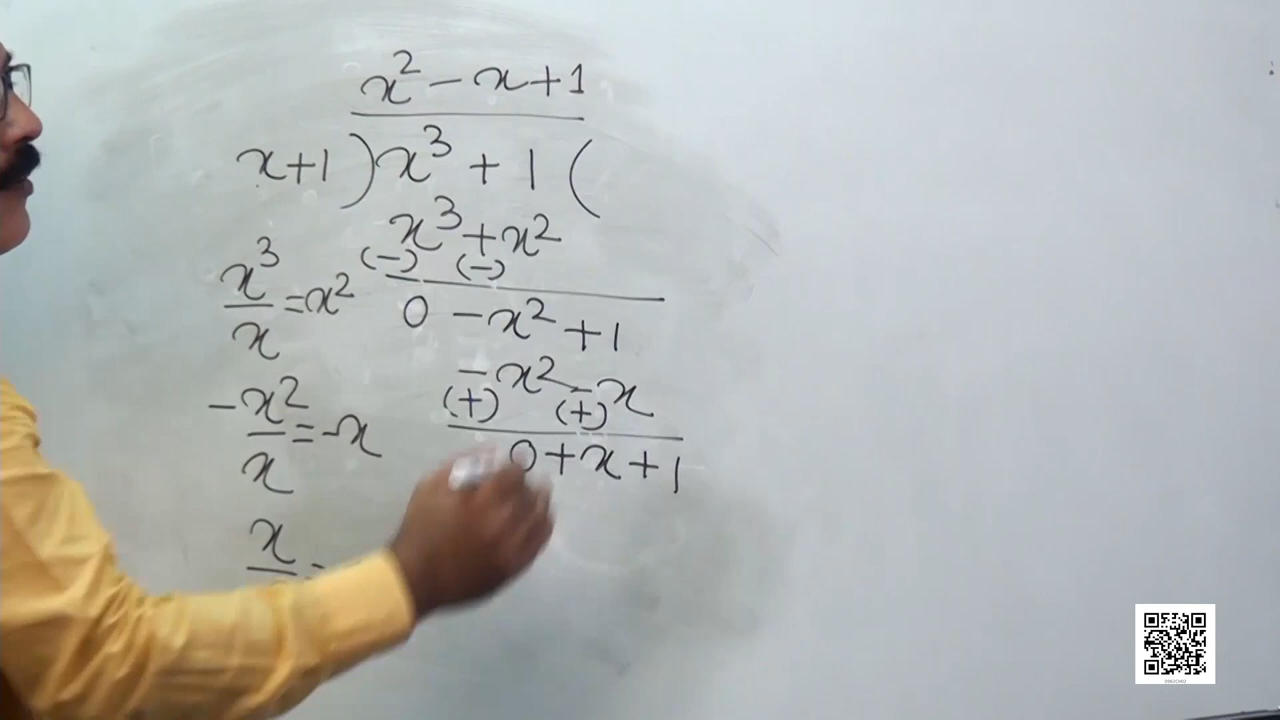 x² - x + 1
x+1 ) x³ + 1 (
x³ + x²
(-) (-)
x³/x = x²
0 - x² + 1
- x² - x
(+) (+)
-x²/x = -x
0 + x + 1
x